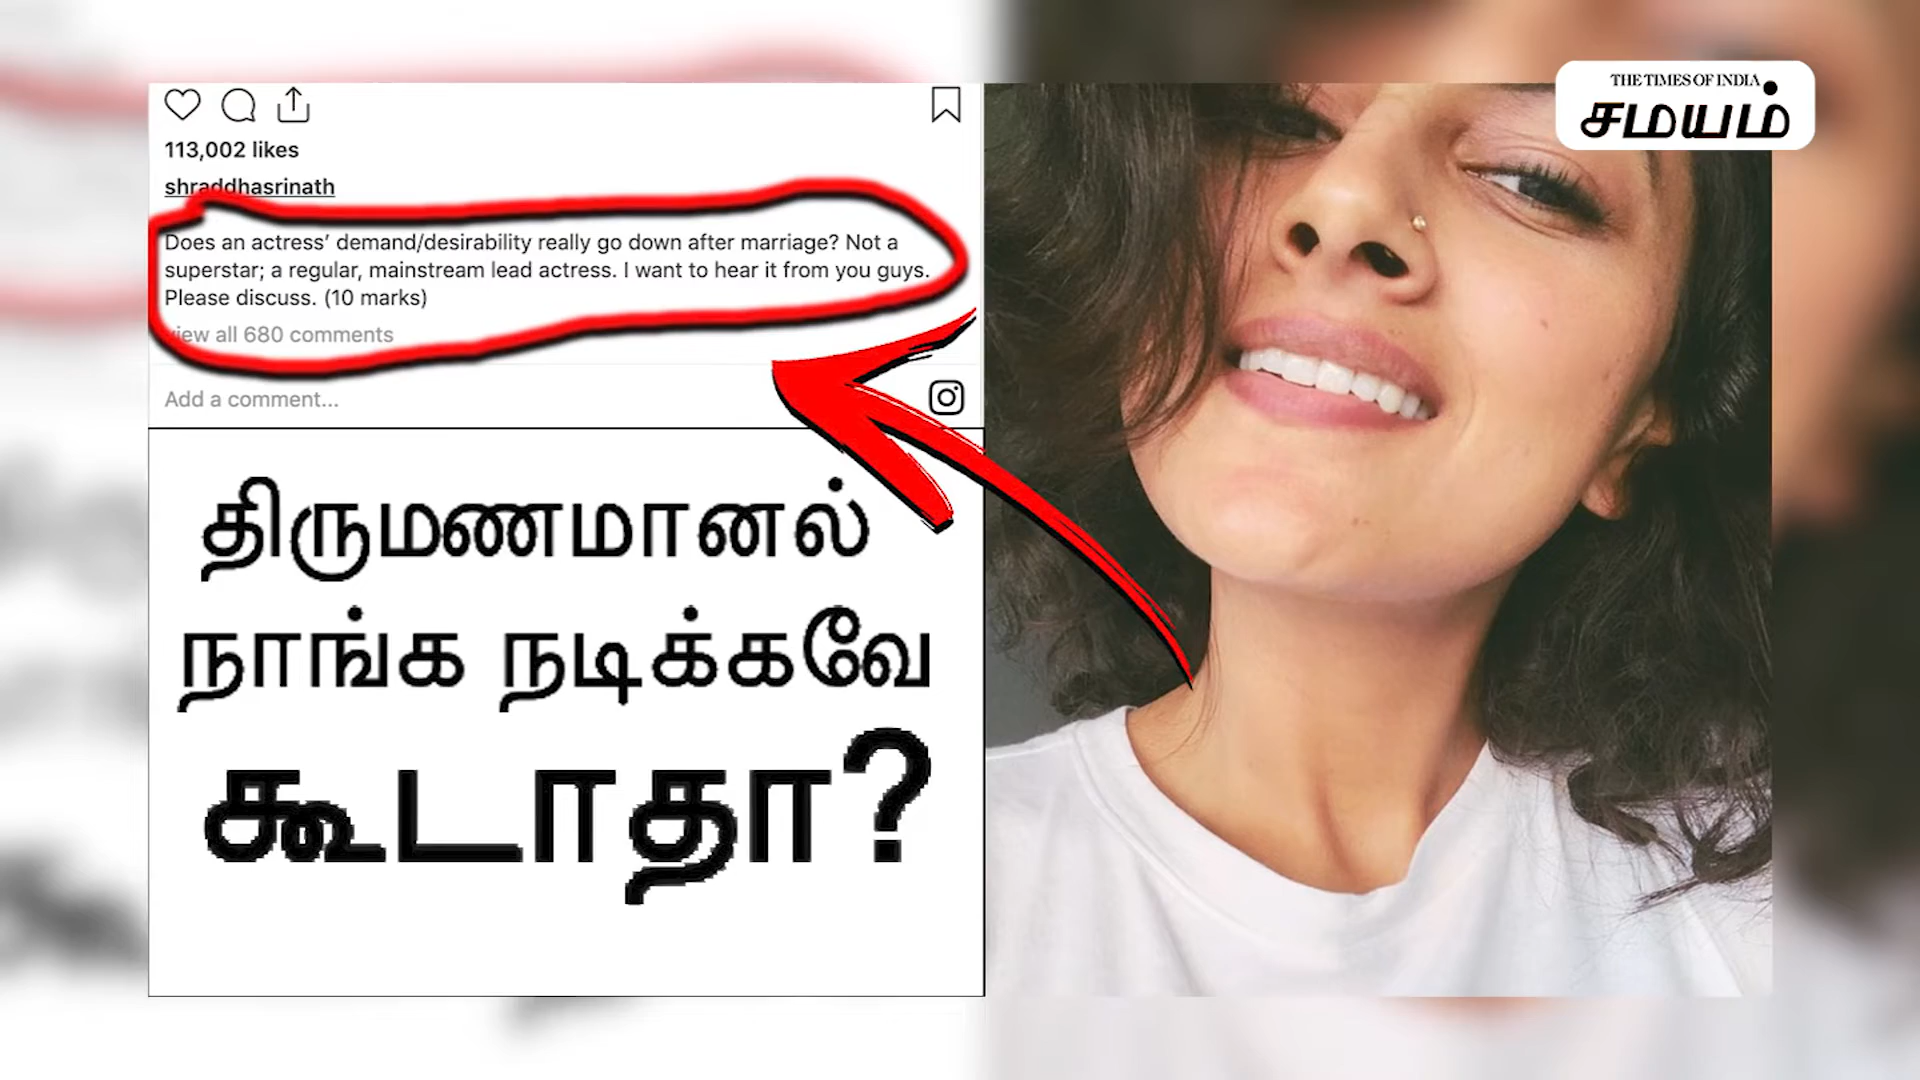 THE TIMES OF INDIA
சமயம்
113,002 likes
shraddhasrinath
Does an actress’ demand/desirability really go down after marriage? Not a
superstar; a regular, mainstream lead actress. I want to hear it from you guys.
Please discuss. (10 marks)
view all 680 comments
Add a comment...
திருமணமானல்
நாங்க நடிக்கவே
கூடாதா?